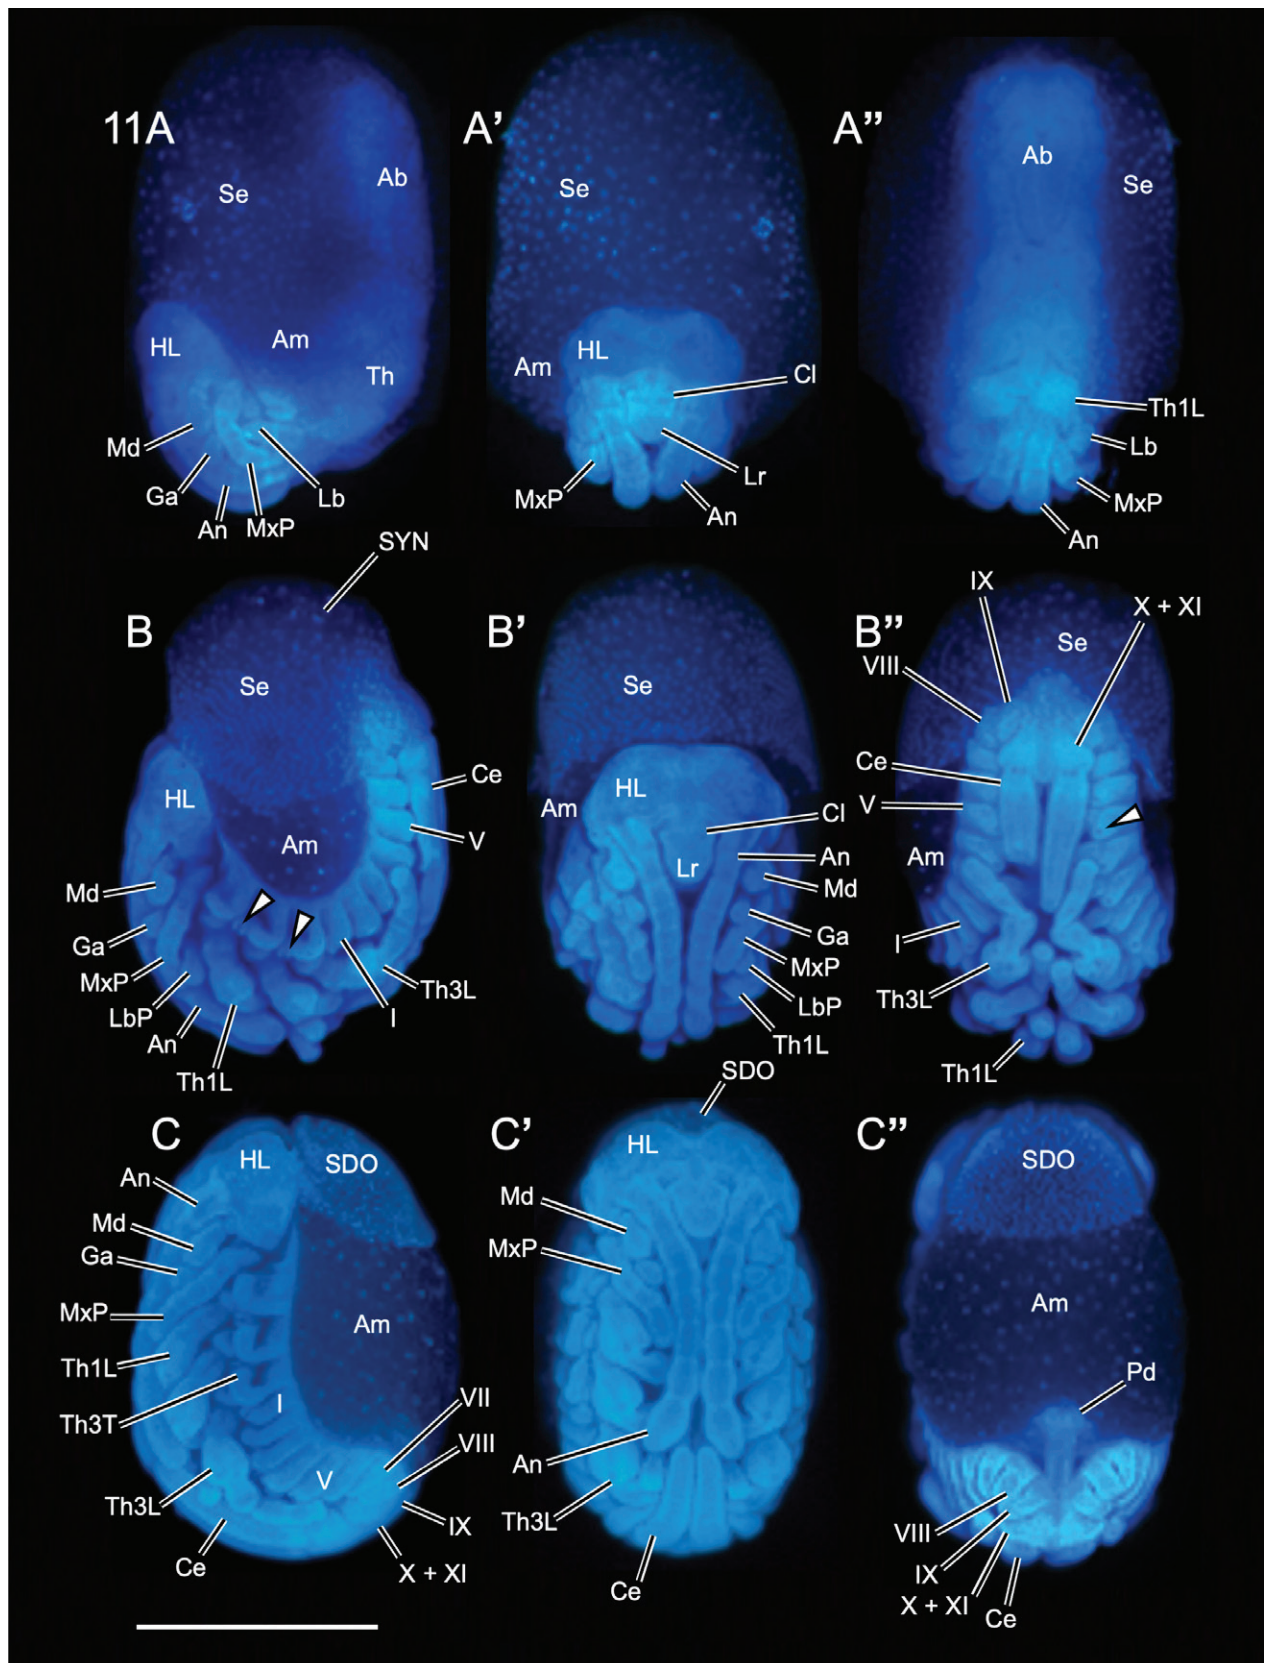 11A
A’
A”
Se
Ab
Se
Ab
Se
HL
Am
Th
Am
HL
Cl
Th1L
Md
Ga
An
MxP
Lb
MxP
Lr
An
Lb
MxP
An
SYN
IX
X + XI
B
B’
B”
Se
Se
Se
VIII
HL
Am
Ce
V
Am
HL
Lr
Cl
An
Md
Ga
MxP
LbP
Th1L
Ce
V
Am
I
Th3L
Th1L
Md
Ga
MxP
LbP
An
Th1L
I
Th3L
SDO
C
C’
C”
HL
SDO
An
Md
Ga
MxP
Th1L
Th3T
Th3L
Ce
I
V
Am
VII
VIII
IX
X + XI
HL
Md
MxP
An
Th3L
Ce
SDO
Am
Pd
VIII
IX
X + XI
Ce